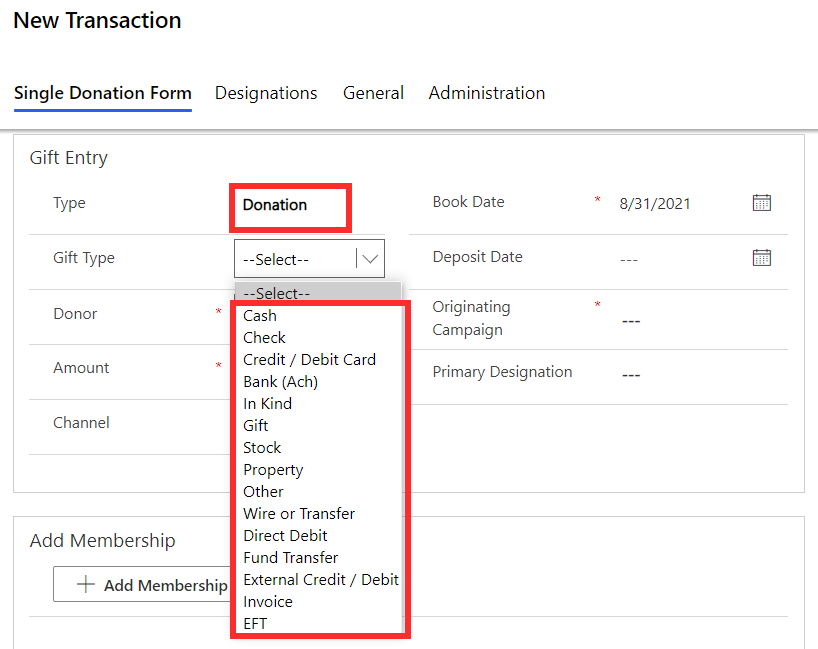 New Transaction
Single Donation Form Designations General Administration
Gift Entry
Type Donation
Book Date * 8/31/2021
Gift Type --Select--
Deposit Date ---
--Select--
Cash
Check
Credit / Debit Card
Bank (Ach)
In Kind
Gift
Stock
Property
Other
Wire or Transfer
Direct Debit
Fund Transfer
External Credit / Debit
Invoice
EFT
Donor *
Originating
Campaign * ---
Amount *
Primary Designation ---
Channel
Add Membership
+ Add Membership